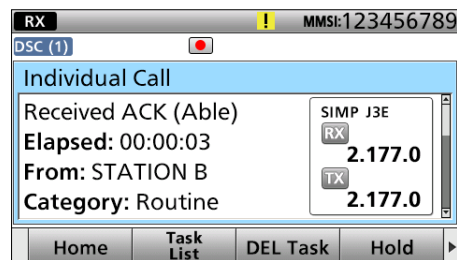 RX ! MMSI:123456789
DSC (1)
Individual Call
Received ACK (Able)
Elapsed: 00:00:03
From: STATION B
Category: Routine
SIMP J3E
RX
2.177.0
TX
2.177.0
Home
Task
List
DEL Task
Hold